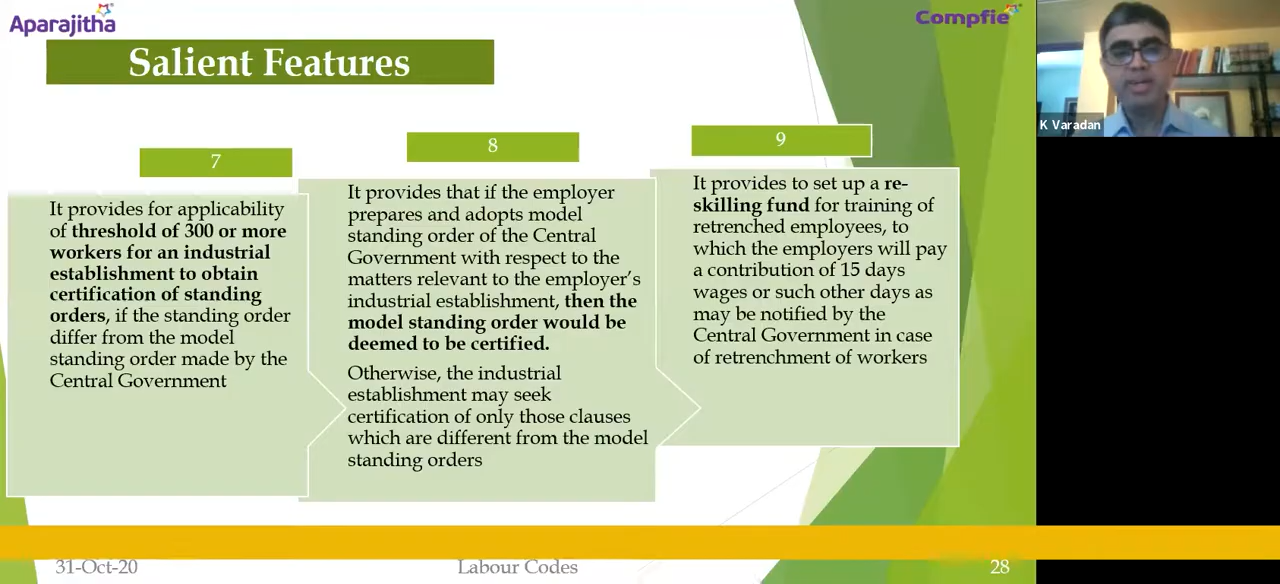 Aparajitha
Compfie
Salient Features
K Varadan
7
It provides for applicability
of threshold of 300 or more
workers for an industrial
establishment to obtain
certification of standing
orders, if the standing order
differ from the model
standing order made by the
Central Government
8
It provides that if the employer
prepares and adopts model
standing order of the Central
Government with respect to the
matters relevant to the employer’s
industrial establishment, then the
model standing order would be
deemed to be certified.
Otherwise, the industrial
establishment may seek
certification of only those clauses
which are different from the model
standing orders
9
It provides to set up a re-
skilling fund for training of
retrenched employees, to
which the employers will pay
a contribution of 15 days
wages or such other days as
may be notified by the
Central Government in case
of retrenchment of workers
31-Oct-20
Labour Codes
28